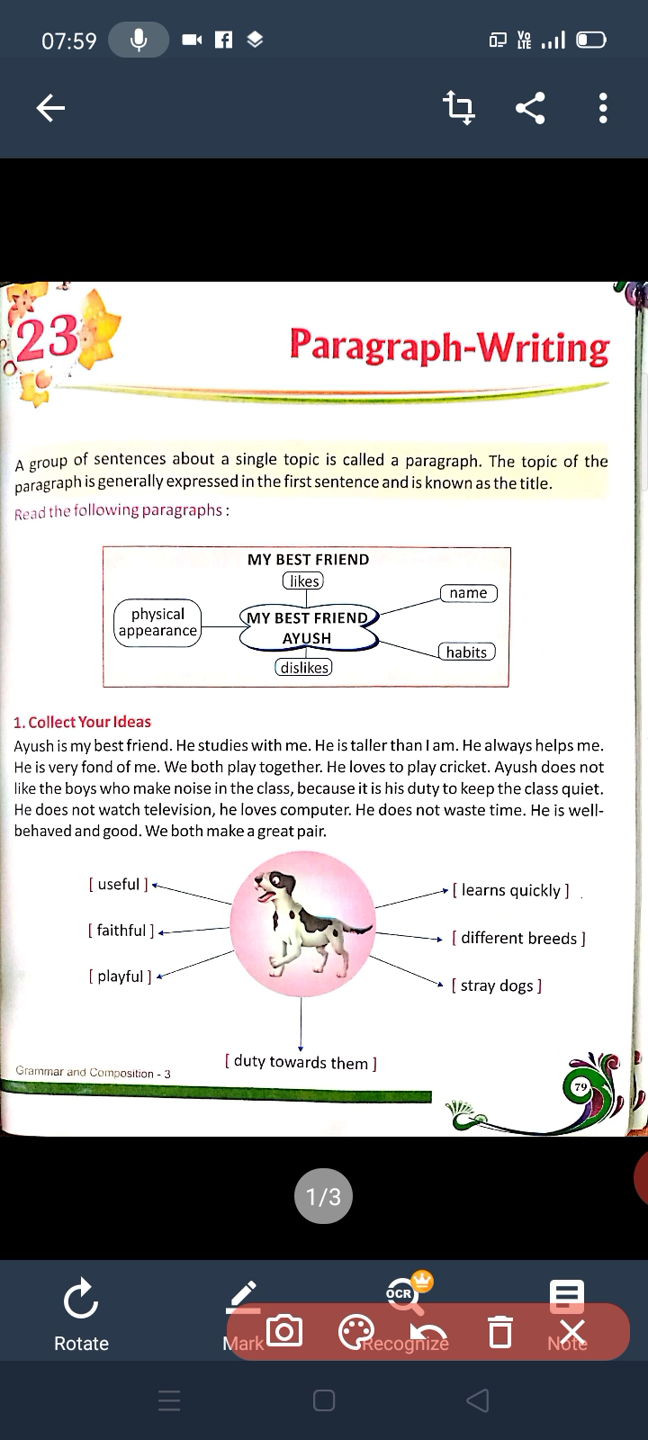 07:59
VO
LTE
23
Paragraph-Writing
A group of sentences about a single topic is called a paragraph. The topic of the
paragraph is generally expressed in the first sentence and is known as the title.
Read the following paragraphs :
MY BEST FRIEND
likes
name
physical
appearance
MY BEST FRIEND
AYUSH
habits
dislikes
1. Collect Your Ideas
Ayush is my best friend. He studies with me. He is taller than I am. He always helps me.
He is very fond of me. We both play together. He loves to play cricket. Ayush does not
like the boys who make noise in the class, because it is his duty to keep the class quiet.
He does not watch television, he loves computer. He does not waste time. He is well-
behaved and good. We both make a great pair.
[ useful ]
[ learns quickly ] .
[ faithful ]
[ different breeds ]
[ playful ]
[ stray dogs ]
[ duty towards them ]
Grammar and Composition - 3
79
1/3
OCR
Rotate
Mark
Recognize
Note